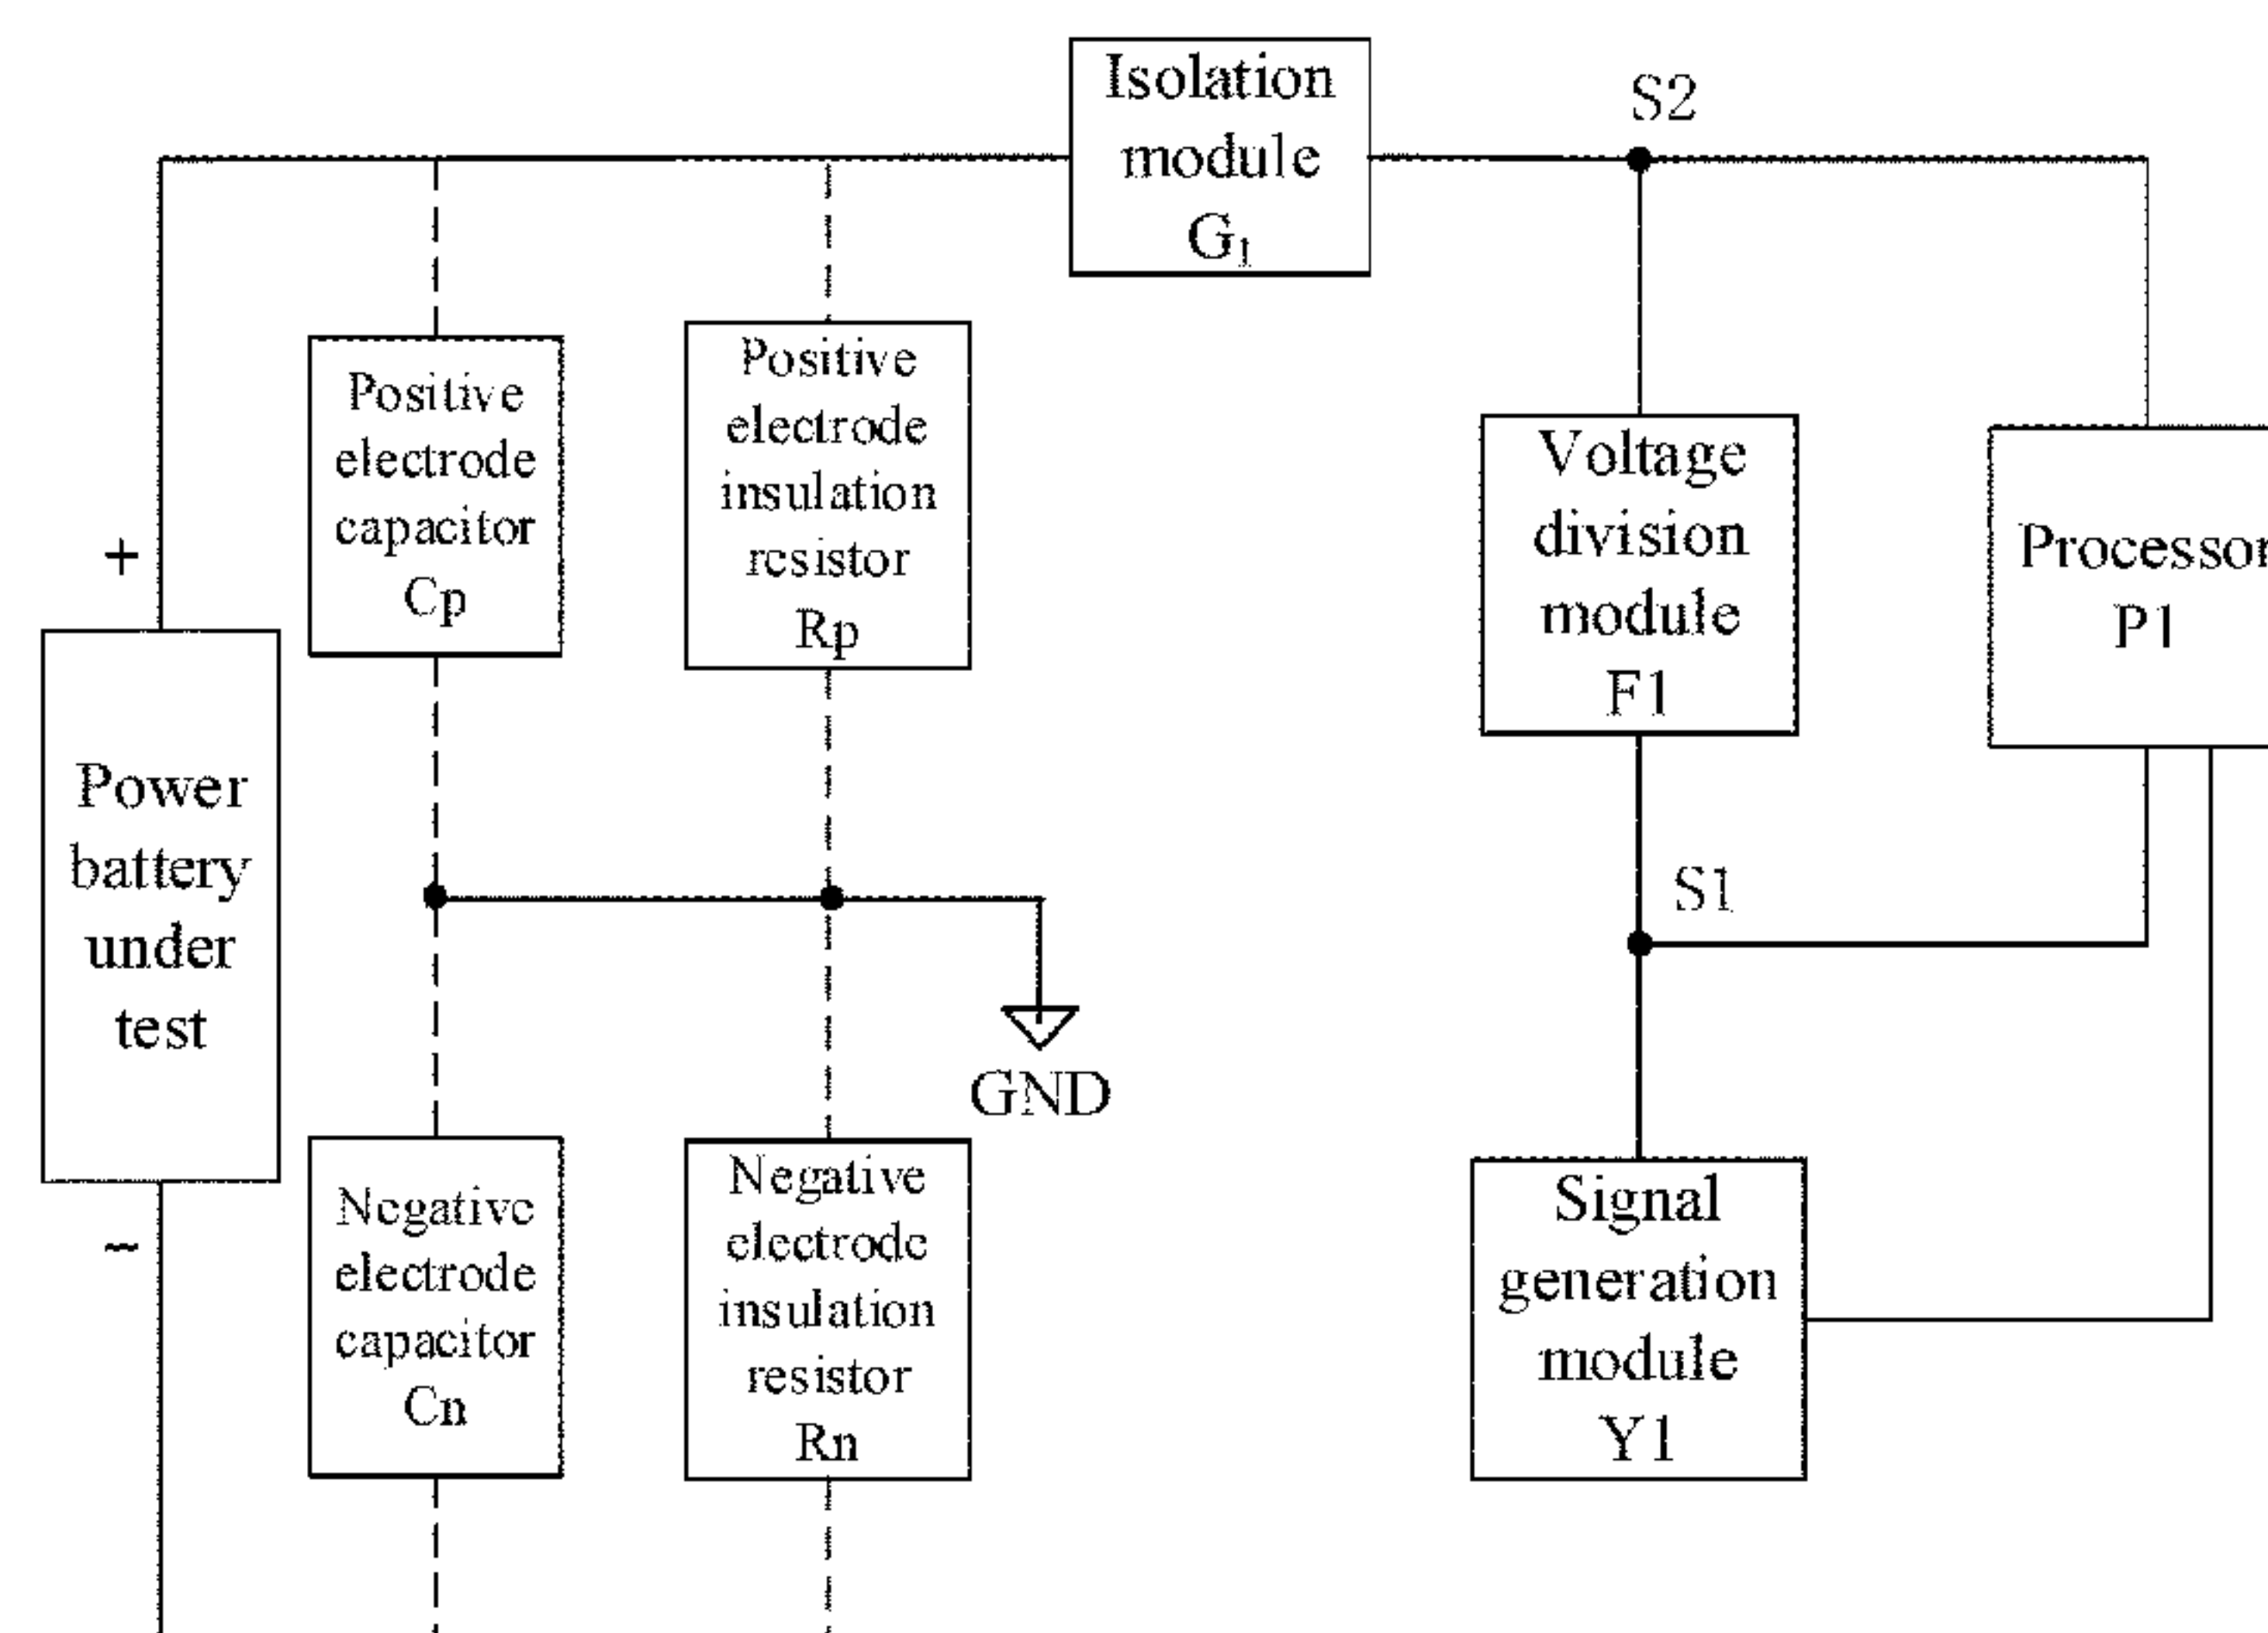 Isolation
module
G1
S2
Positive
electrode
capacitor
Cp
Positive
electrode
insulation
resistor
Rp
Voltage
division
module
F1
Processor
P1
+
Power
battery
under
test
−
S1
GND
Negative
electrode
capacitor
Cn
Negative
electrode
insulation
resistor
Rn
Signal
generation
module
Y1